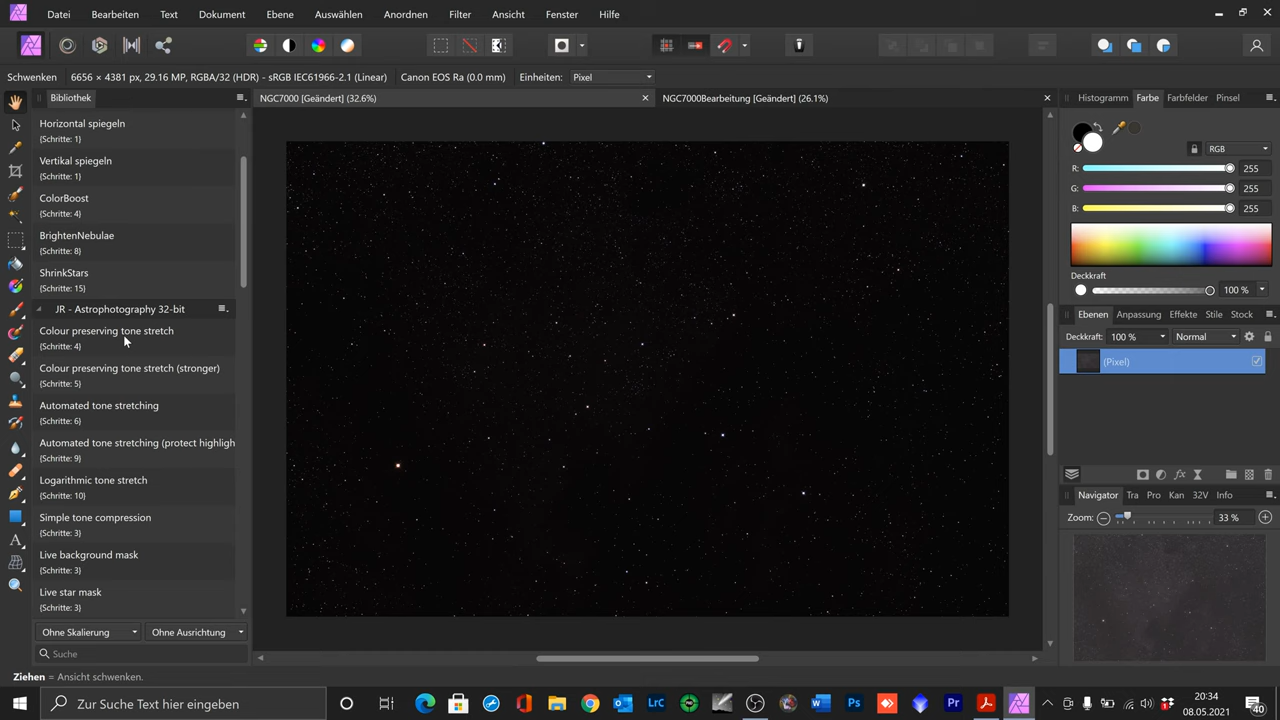 Datei Bearbeiten Text Dokument Ebene Auswählen Anordnen Filter Ansicht Fenster Hilfe
Schwenken 6656 × 4381 px, 29.16 MP, RGBA/32 (HDR) - sRGB IEC61966-2.1 (Linear) Canon EOS Ra (0.0 mm) Einheiten: Pixel
Bibliothek NGC7000 [Geändert] (32.6%) NGC7000Bearbeitung [Geändert] (26.1%) Histogramm Farbe Farbfelder Pinsel
Horizontal spiegeln
(Schritte: 1)
Vertikal spiegeln
(Schritte: 1)
ColorBoost
(Schritte: 4)
BrightenNebulae
(Schritte: 8)
ShrinkStars
(Schritte: 15)
JR - Astrophotography 32-bit
Colour preserving tone stretch
(Schritte: 4)
Colour preserving tone stretch (stronger)
(Schritte: 5)
Automated tone stretching
(Schritte: 6)
Automated tone stretching (protect highligh
(Schritte: 9)
Logarithmic tone stretch
(Schritte: 10)
Simple tone compression
(Schritte: 3)
Live background mask
(Schritte: 3)
Live star mask
(Schritte: 3)
Ohne Skalierung Ohne Ausrichtung
Suche
RGB
R: 255
G: 255
B: 255
Deckkraft
100 %
Ebenen Anpassung Effekte Stile Stock
Deckkraft: 100 % Normal
(Pixel)
Navigator Tra Pro Kan 32V Info
Zoom: 33 %
Ziehen = Ansicht schwenken.
Zur Suche Text hier eingeben
LrC Ps Pr
20:34
08.05.2021
40